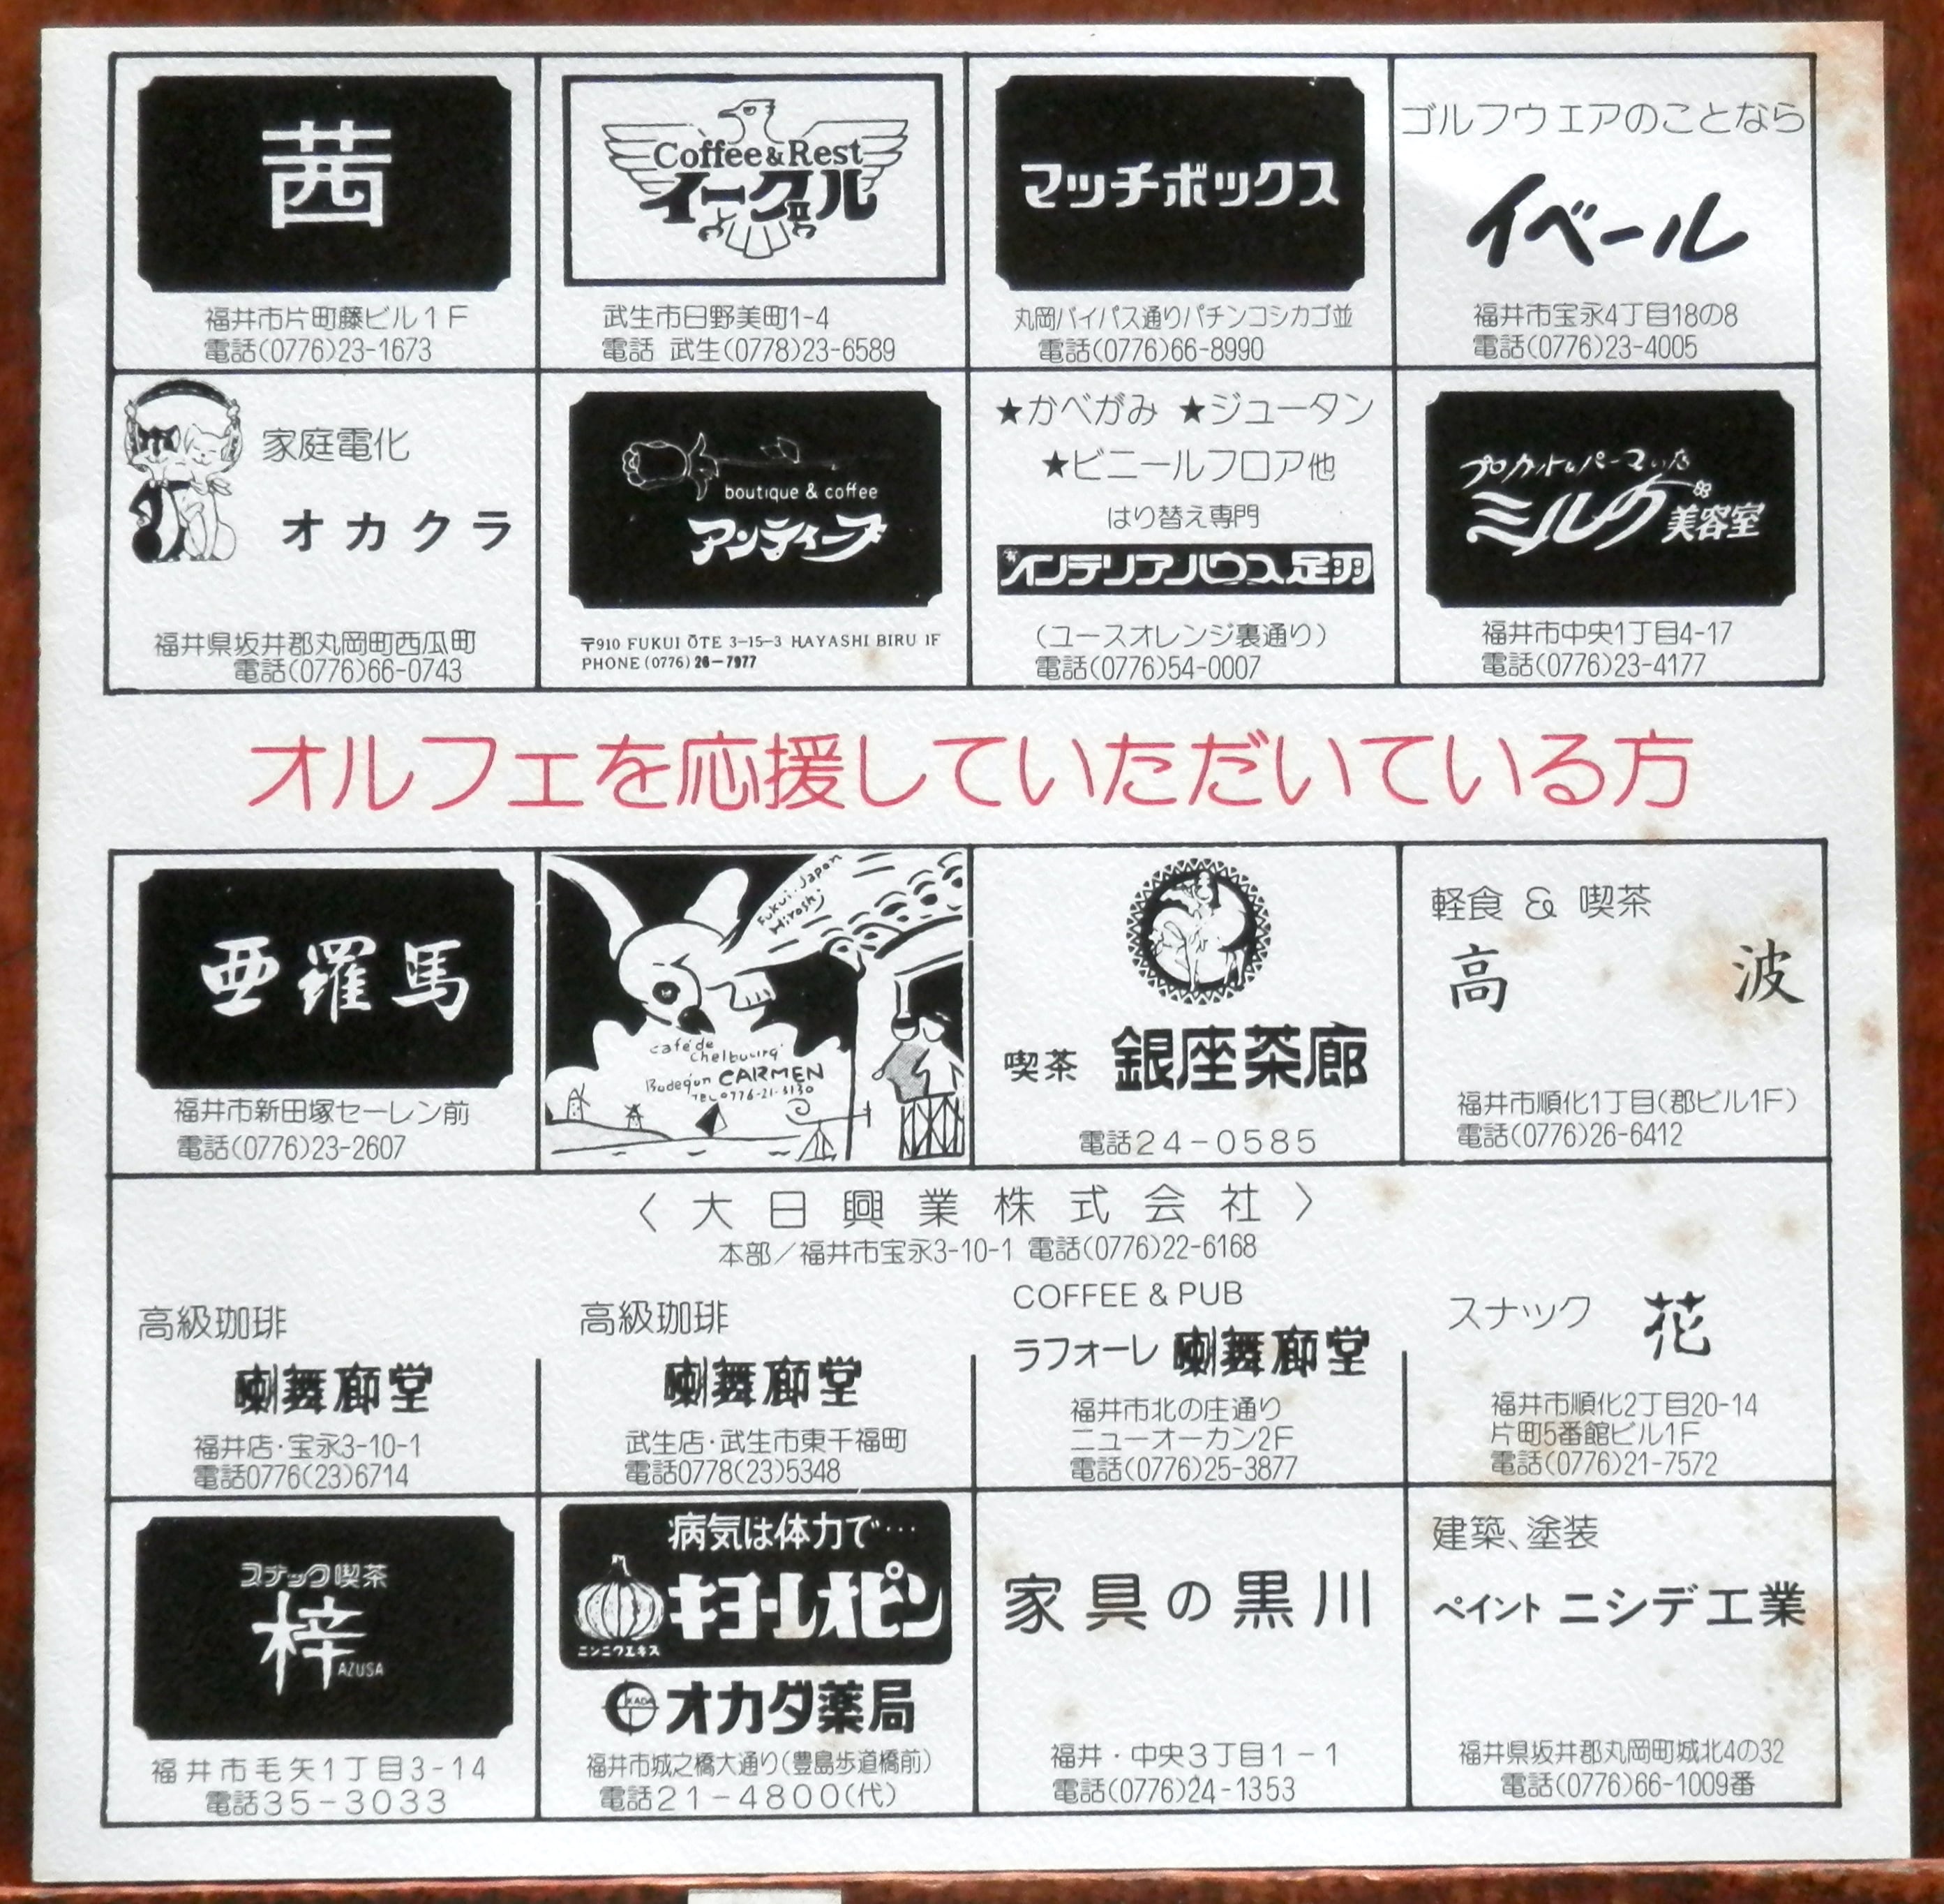 茜
福井市片町藤ビル1F
電話(0776)23-1673
Coffee&Rest
イーグル
武生市日野美町1-4
電話 武生(0778)23-6589
マッチボックス
丸岡バイパス通りパチンコシカゴ並
電話(0776)66-8990
ゴルフウエアのことなら
イベール
福井市宝永4丁目18の8
電話(0776)23-4005
家庭電化
オカクラ
福井県坂井郡丸岡町西瓜町
電話(0776)66-0743
boutique & coffee
アンティーブ
〒910 FUKUI ŌTE 3-15-3 HAYASHI BIRU 1F
PHONE (0776) 26-7977
★かべがみ ★ジュータン
★ビニールフロア他
はり替え専門
㈲インテリアハウス足羽
(ユースオレンジ裏通り)
電話(0776)54-0007
プロカット&パーマの店
ミルク美容室
福井市中央1丁目4-17
電話(0776)23-4177
オルフェを応援していただいている方
亜羅馬
福井市新田塚セーレン前
電話(0776)23-2607
Fukui・Japan
Hiroshi
café de
Chelbourg
Bodegon CARMEN
TEL0776-21-3130
喫茶 銀座茶廊
電話24-0585
軽食 & 喫茶
高波
福井市順化1丁目(郡ビル1F)
電話(0776)26-6412
〈大日興業株式会社〉
本部/福井市宝永3-10-1 電話(0776)22-6168
高級珈琲
喇舞廊堂
福井店・宝永3-10-1
電話0776(23)6714
高級珈琲
喇舞廊堂
武生店・武生市東千福町
電話0778(23)5348
COFFEE & PUB
ラフォーレ 喇舞廊堂
福井市北の庄通り
ニューオーカン2F
電話(0776)25-3877
スナック 花
福井市順化2丁目20-14
片町5番館ビル1F
電話(0776)21-7572
スナック喫茶
梓
AZUSA
福井市毛矢1丁目3-14
電話35-3033
病気は体力で…
キヨーレオピン
ニンニクエキス
オカダ薬局
福井市城之橋大通り(豊島歩道橋前)
電話21-4800(代)
家具の黒川
福井・中央3丁目1-1
電話(0776)24-1353
建築、塗装
ペイント ニシデ工業
福井県坂井郡丸岡町城北4の32
電話(0776)66-1009番